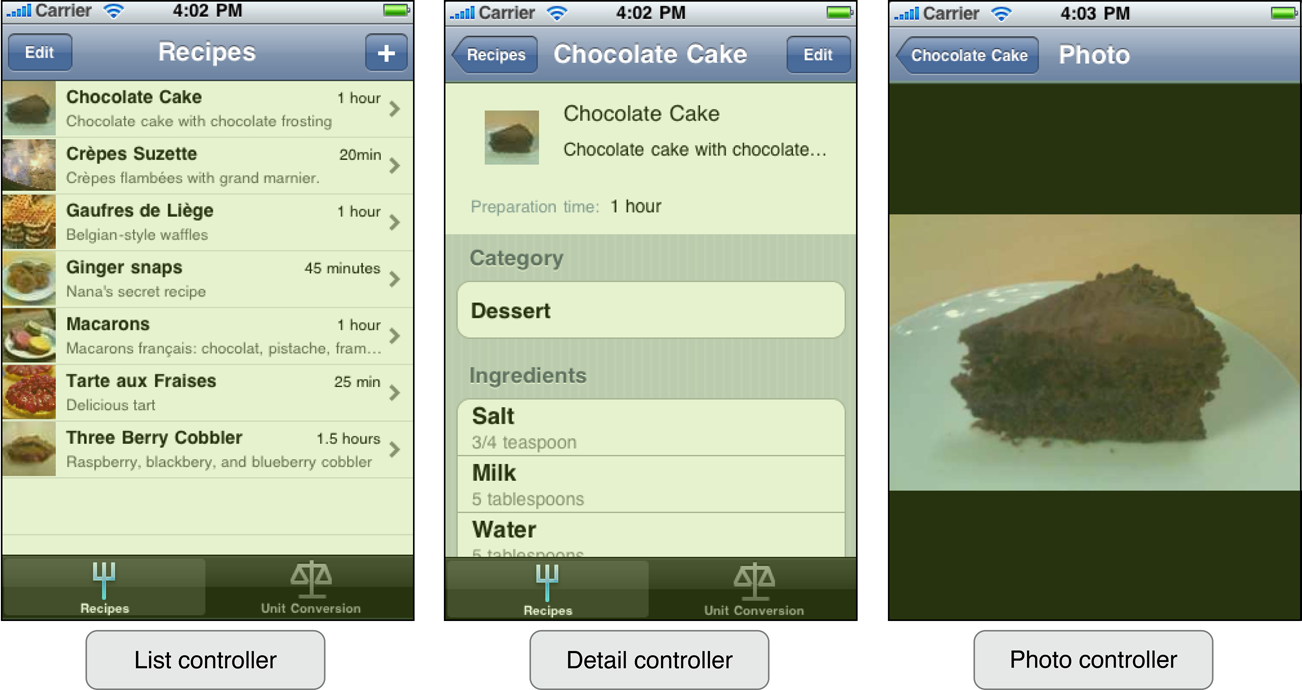 Carrier 4:02 PM
Edit Recipes +
Chocolate Cake 1 hour
Chocolate cake with chocolate frosting
Crèpes Suzette 20min
Crèpes flambées with grand marnier.
Gaufres de Liège 1 hour
Belgian-style waffles
Ginger snaps 45 minutes
Nana's secret recipe
Macarons 1 hour
Macarons français: chocolat, pistache, fram...
Tarte aux Fraises 25 min
Delicious tart
Three Berry Cobbler 1.5 hours
Raspberry, blackbery, and blueberry cobbler
Recipes Unit Conversion
List controller
Carrier 4:02 PM
Recipes Chocolate Cake Edit
Chocolate Cake
Chocolate cake with chocolate...
Preparation time: 1 hour
Category
Dessert
Ingredients
Salt
3/4 teaspoon
Milk
5 tablespoons
Water
5 tablespoons
Recipes Unit Conversion
Detail controller
Carrier 4:03 PM
Chocolate Cake Photo
Photo controller